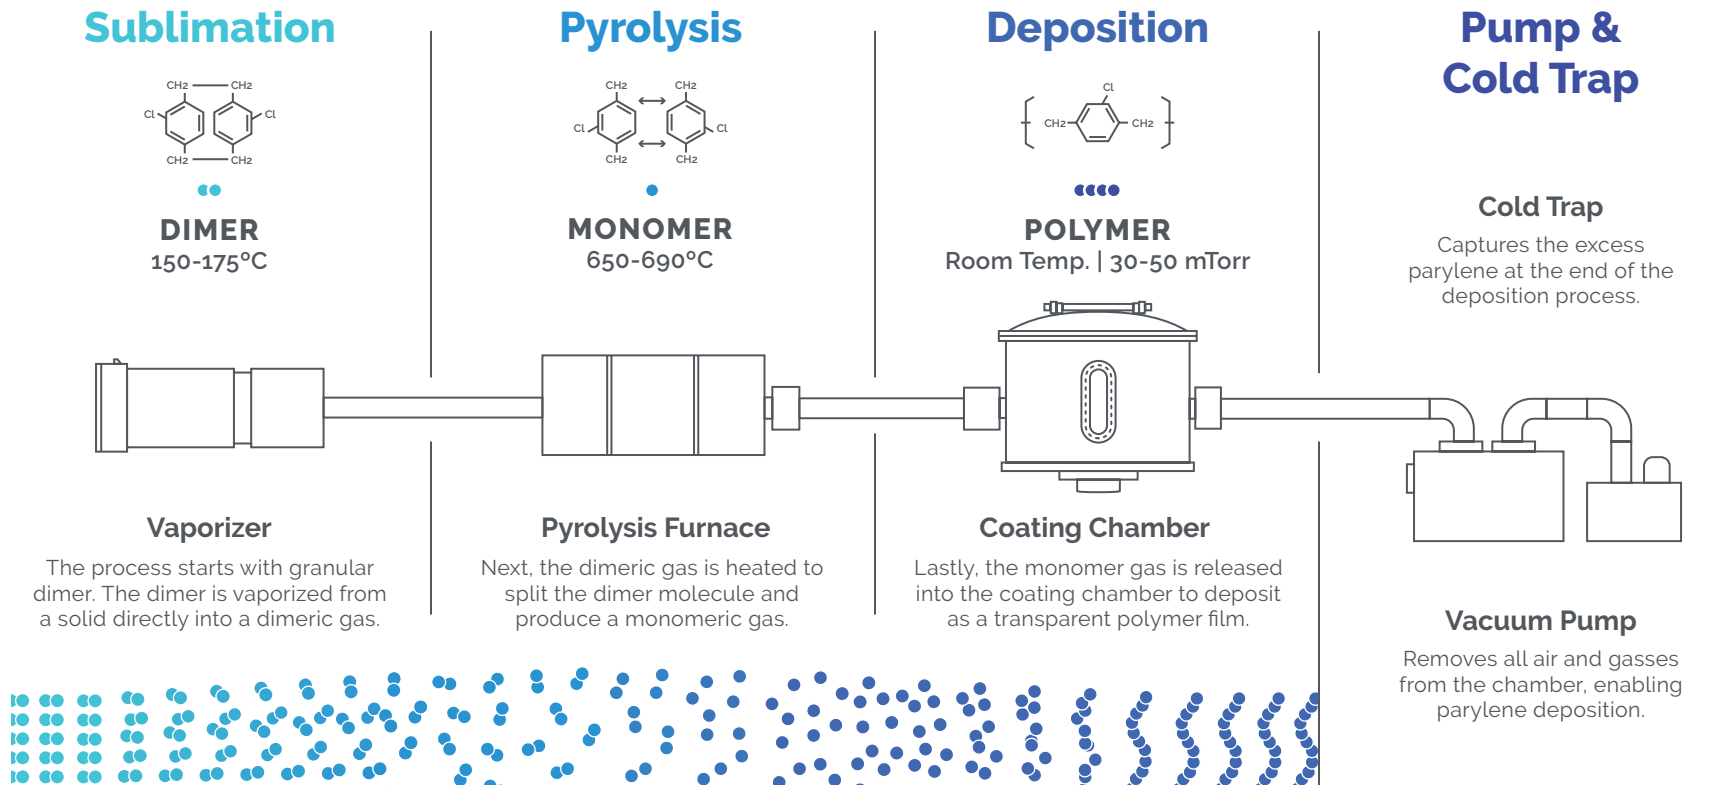 Sublimation
CH2 CH2
Cl Cl
CH2 CH2
DIMER
150-175ºC
Vaporizer
The process starts with granular
dimer. The dimer is vaporized from
a solid directly into a dimeric gas.
Pyrolysis
CH2 CH2
Cl Cl
CH2 CH2
MONOMER
650-690ºC
Pyrolysis Furnace
Next, the dimeric gas is heated to
split the dimer molecule and
produce a monomeric gas.
Deposition
Cl
CH2 CH2
POLYMER
Room Temp. | 30-50 mTorr
Coating Chamber
Lastly, the monomer gas is released
into the coating chamber to deposit
as a transparent polymer film.
Pump &
Cold Trap
Cold Trap
Captures the excess
parylene at the end of the
deposition process.
Vacuum Pump
Removes all air and gasses
from the chamber, enabling
parylene deposition.